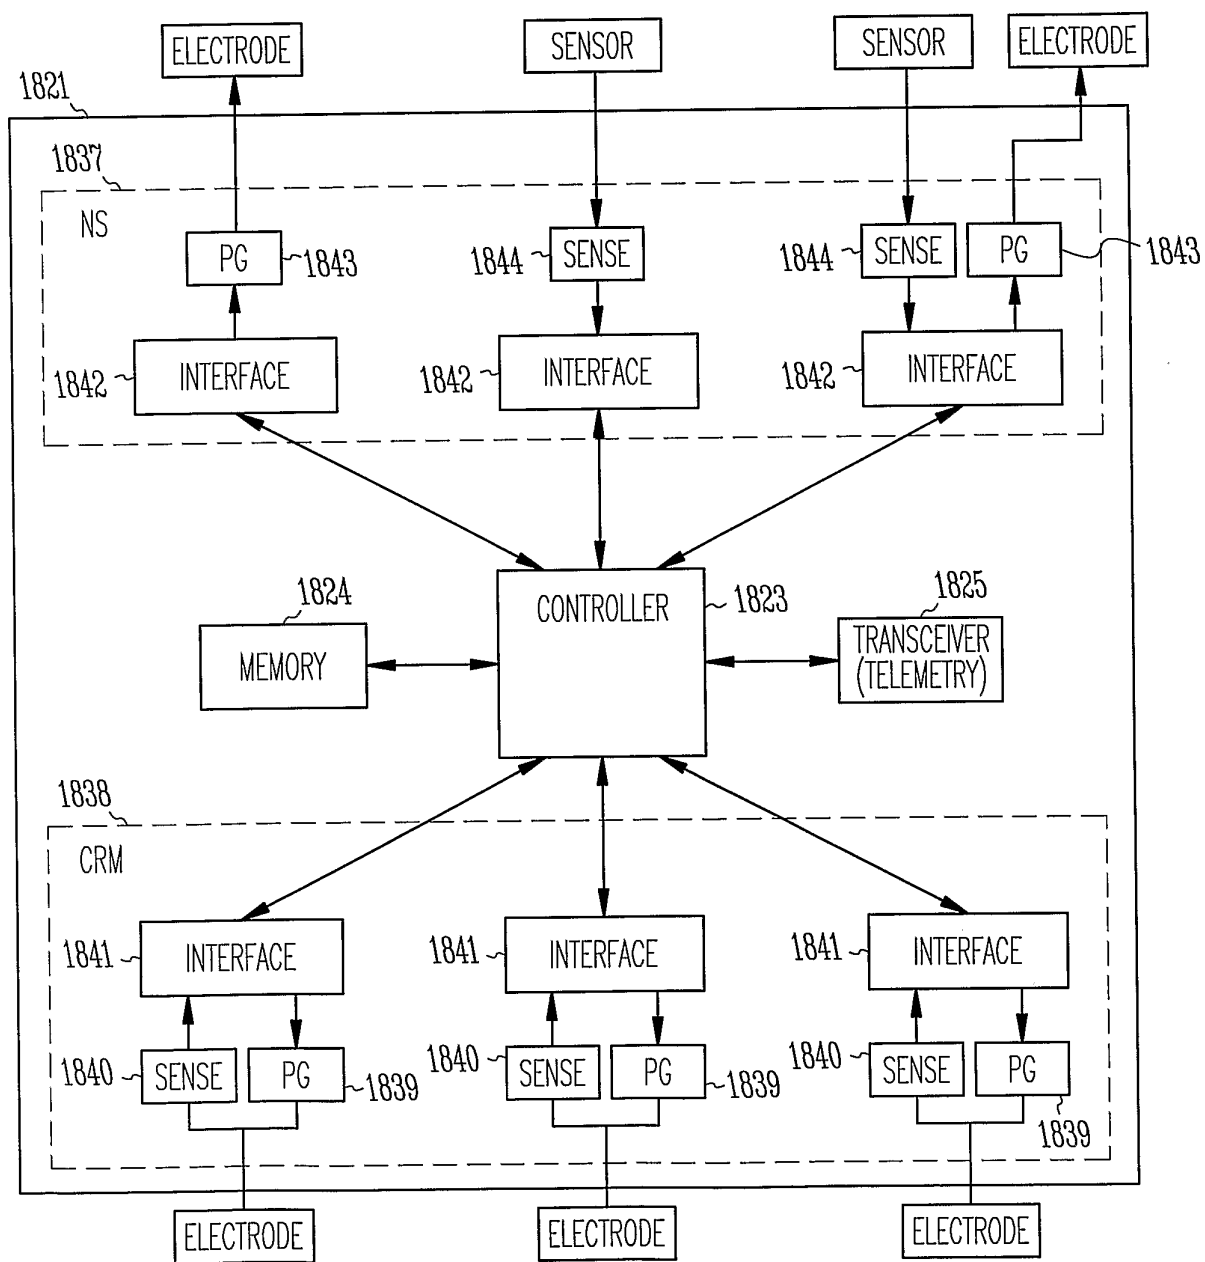 ELECTRODE
SENSOR
SENSOR
ELECTRODE
1821
1837
NS
PG
1843
1844
SENSE
1844
SENSE
PG
1843
1842
INTERFACE
1842
INTERFACE
1842
INTERFACE
1824
MEMORY
CONTROLLER
1823
1825
TRANSCEIVER
(TELEMETRY)
1838
CRM
1841
INTERFACE
1841
INTERFACE
1841
INTERFACE
1840
SENSE
PG
1839
1840
SENSE
PG
1839
1840
SENSE
PG
1839
ELECTRODE
ELECTRODE
ELECTRODE